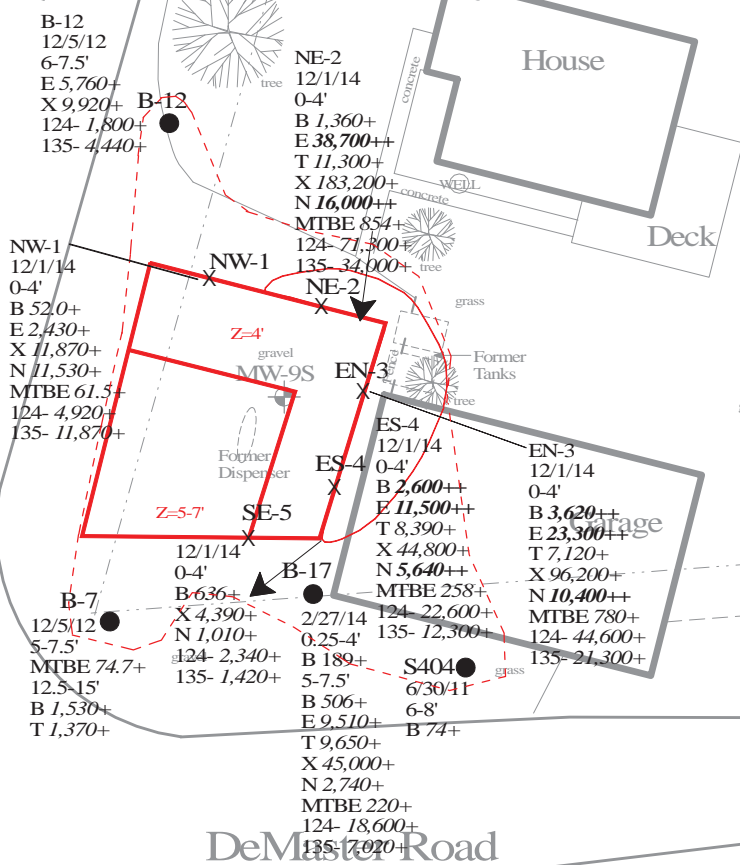 B-12
12/5/12
6-7.5'
E 5,760+
X 9,920+
124- 1,800+
135- 4,440+
B-12
tree
NE-2
12/1/14
0-4'
B 1,360+
E 38,700++
T 11,300+
X 183,200+
N 16,000++
MTBE 854+
124- 71,300+
135- 34,000+
concrete
House
WELL
concrete
Deck
tree
grass
NW-1
12/1/14
0-4'
B 52.0+
E 2,430+
X 11,870+
N 11,530+
MTBE 61.5+
124- 4,920+
135- 11,870+
NW-1
NE-2
Z=4'
gravel
MW-9S
EN-3
Former
Tanks
tree
Former
Dispenser
ES-4
Z=5-7'
SE-5
ES-4
12/1/14
0-4'
B 2,600++
E 11,500++
T 8,390+
X 44,800+
N 5,640++
MTBE 258+
124- 22,600+
135- 12,300+
EN-3
12/1/14
0-4'
B 3,620++
E 23,300++
T 7,120+
X 96,200+
N 10,400++
MTBE 780+
124- 44,600+
135- 21,300+
Garage
12/1/14
0-4'
B 636+
X 4,390+
N 1,010+
124- 2,340+
135- 1,420+
B-7
12/5/12
5-7.5'
MTBE 74.7+
12.5-15'
B 1,530+
T 1,370+
gravel
B-17
2/27/14
0.25-4'
B 189+
5-7.5'
B 506+
E 9,510+
T 9,650+
X 45,000+
N 2,740+
MTBE 220+
124- 18,600+
135- 7,020+
S404
6/30/11
6-8'
B 74+
grass
DeMaster Road